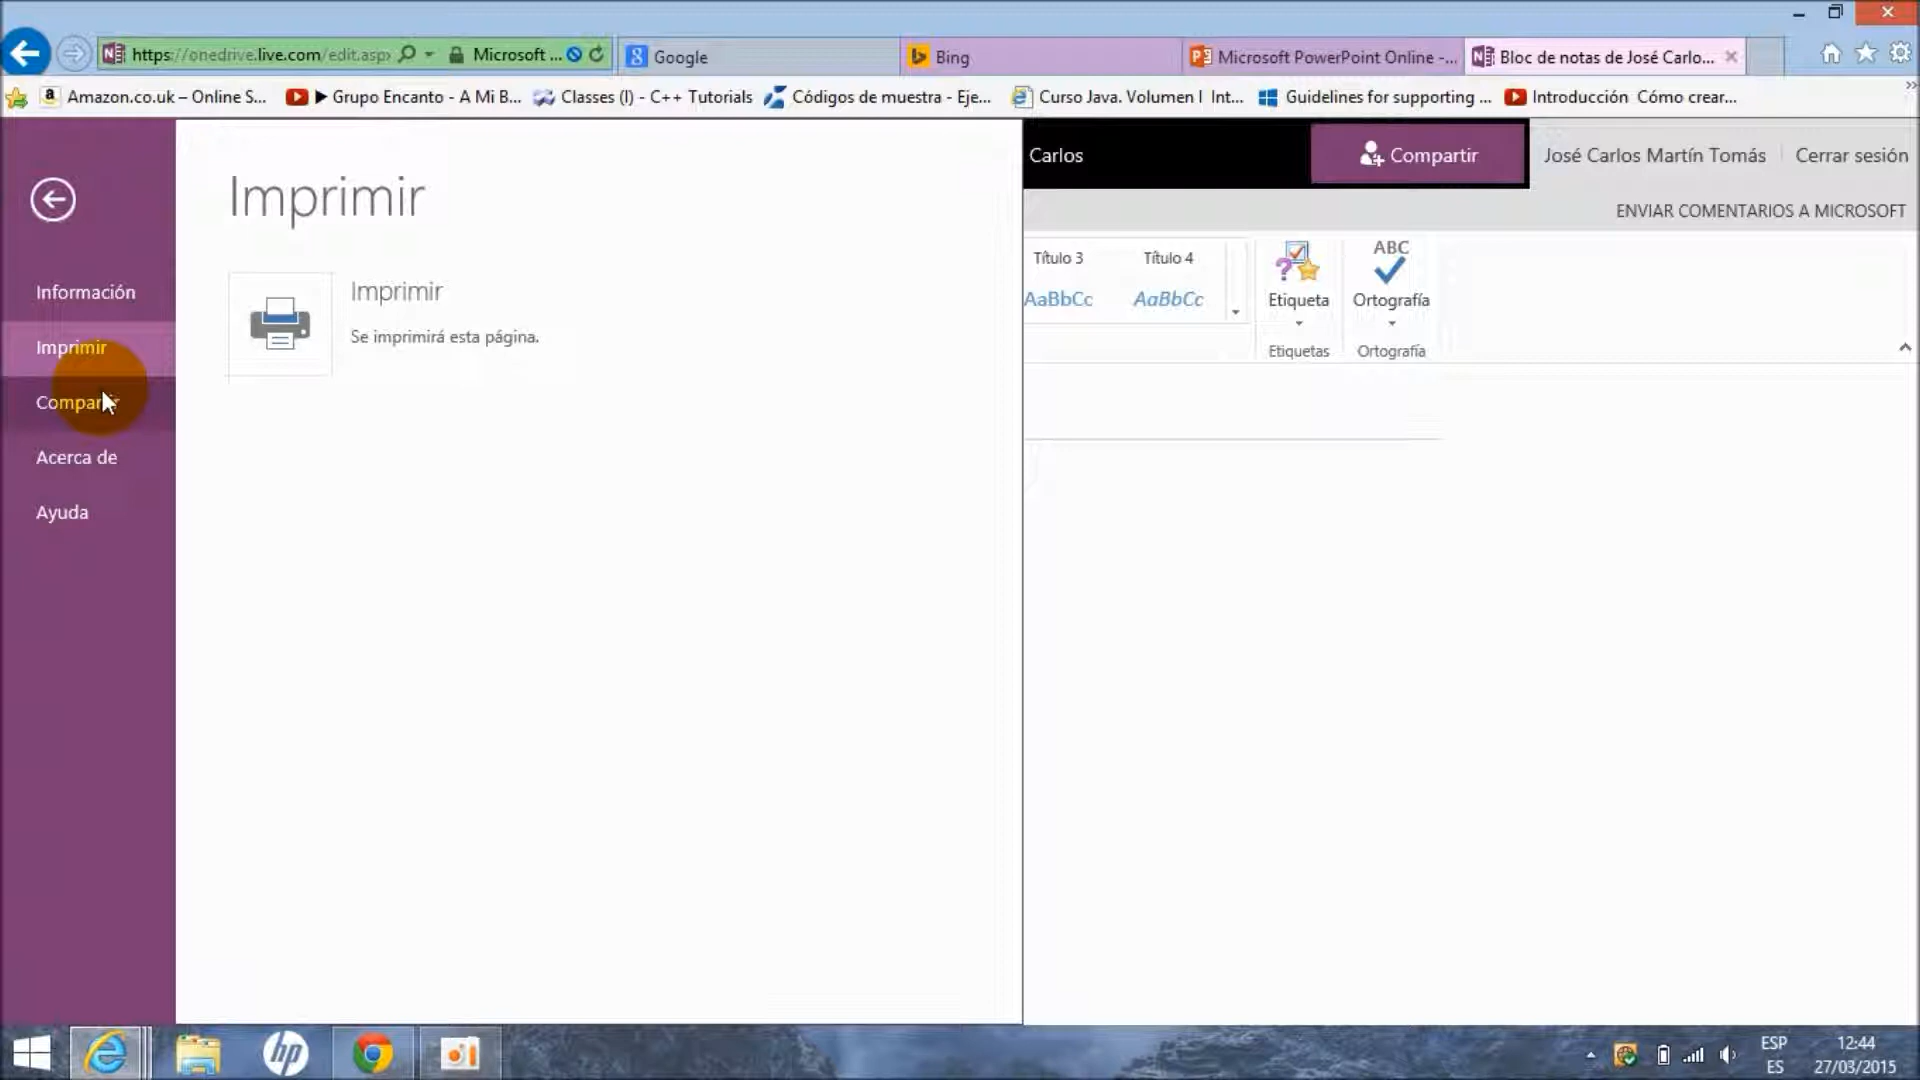 https://onedrive.live.com/edit.asp
Microsoft ...
Google
Bing
Microsoft PowerPoint Online -...
Bloc de notas de José Carlo...
Amazon.co.uk – Online S...
▶ Grupo Encanto - A Mi B...
Classes (I) - C++ Tutorials
Códigos de muestra - Eje...
Curso Java. Volumen I Int...
Guidelines for supporting ...
Introducción Cómo crear...
Carlos
Compartir
José Carlos Martín Tomás
Cerrar sesión
ENVIAR COMENTARIOS A MICROSOFT
Título 3
Título 4
AaBbCc
AaBbCc
Etiqueta
ABC
Ortografía
Etiquetas
Ortografía
Información
Imprimir
Compartir
Acerca de
Ayuda
Imprimir
Imprimir
Se imprimirá esta página.
hp
ESP
ES
12:44
27/03/2015